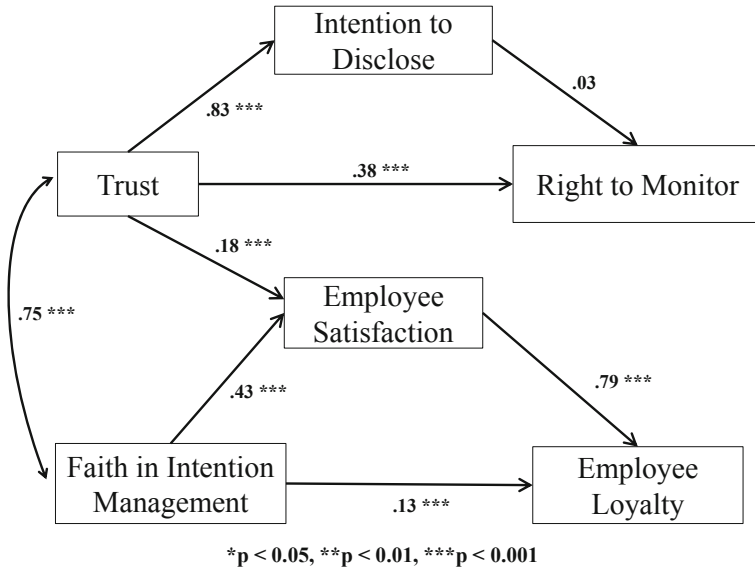 Intention to
Disclose
.83 ***
.03
Trust
.38 ***
Right to Monitor
.18 ***
Employee
Satisfaction
.75 ***
.43 ***
.79 ***
Faith in Intention
Management
.13 ***
Employee
Loyalty
*p < 0.05, **p < 0.01, ***p < 0.001